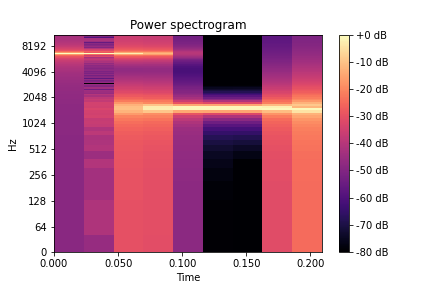 Power spectrogram
Hz
8192
4096
2048
1024
512
256
128
64
0
0.000 0.050 0.100 0.150 0.200
Time
+0 dB
-10 dB
-20 dB
-30 dB
-40 dB
-50 dB
-60 dB
-70 dB
-80 dB